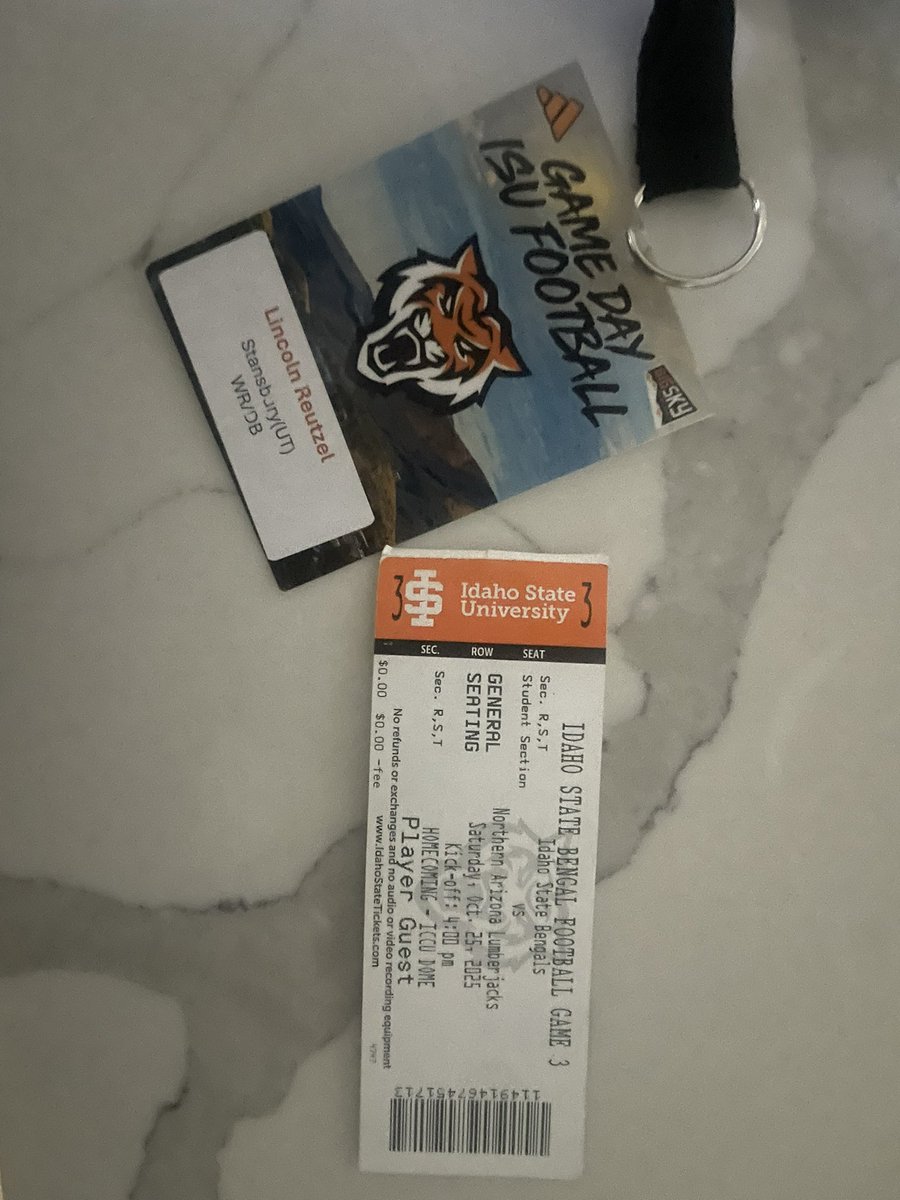 GAME DAY
ISU FOOTBALL
BIG SKY
Lincoln Reutzel
Stansbury(UT)
WR/DB
3
Idaho State
University
3
SEC. ROW SEAT
IDAHO STATE BENGAL FOOTBALL GAME 3
Sec. R,S,T
Student Section
Idaho State Bengals
vs
Northern Arizona Lumberjacks
GENERAL
SEATING
Saturday, Oct. 25, 2025
Kick-off: 4:00 pm
Sec. R,S,T
HOMECOMING - ICCU DOME
Player Guest
No refunds or exchanges and no audio or video recording equipment
$0.00 $0.00 -fee www.IdahoStateTickets.com